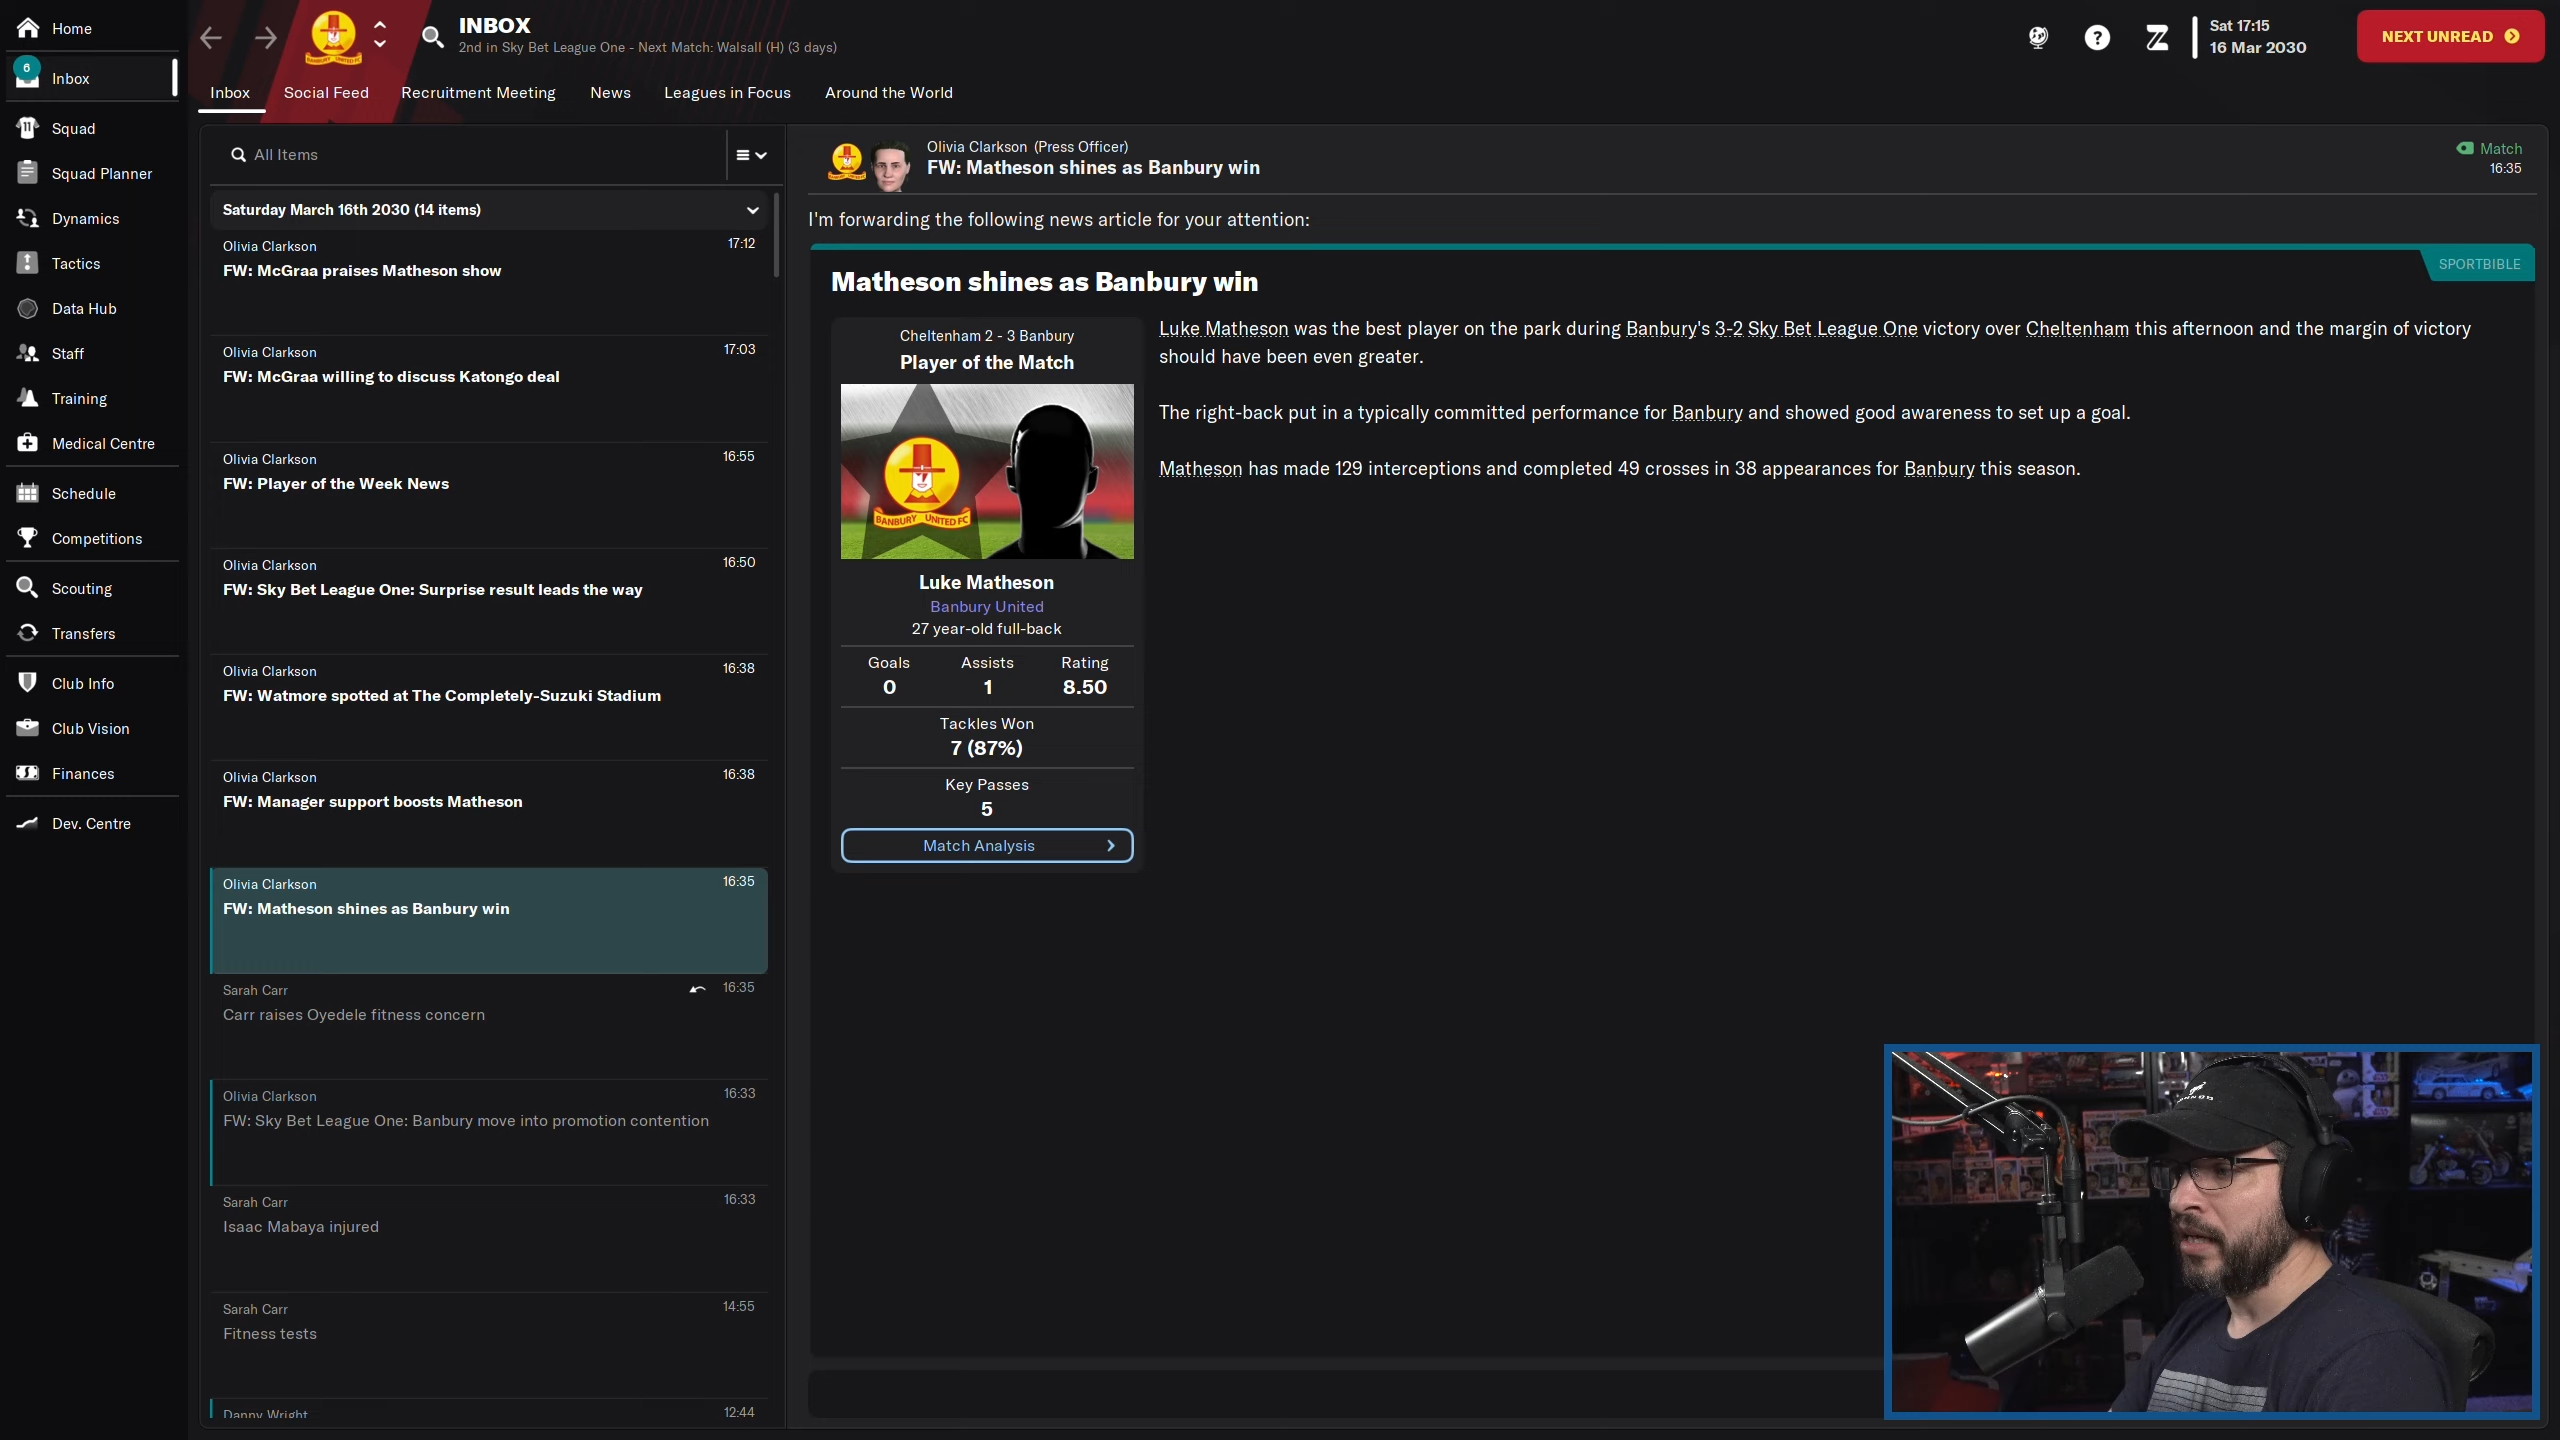 Home
6
Inbox
Squad
Squad Planner
Dynamics
Tactics
Data Hub
Staff
Training
Medical Centre
Schedule
Competitions
Scouting
Transfers
Club Info
Club Vision
Finances
Dev. Centre
BANBURY UNITED FC
INBOX
2nd in Sky Bet League One - Next Match: Walsall (H) (3 days)
Sat 17:15
16 Mar 2030
NEXT UNREAD
Inbox
Social Feed
Recruitment Meeting
News
Leagues in Focus
Around the World
All Items
Saturday March 16th 2030 (14 items)
Olivia Clarkson 17:12
FW: McGraa praises Matheson show
Olivia Clarkson 17:03
FW: McGraa willing to discuss Katongo deal
Olivia Clarkson 16:55
FW: Player of the Week News
Olivia Clarkson 16:50
FW: Sky Bet League One: Surprise result leads the way
Olivia Clarkson 16:38
FW: Watmore spotted at The Completely-Suzuki Stadium
Olivia Clarkson 16:38
FW: Manager support boosts Matheson
Olivia Clarkson 16:35
FW: Matheson shines as Banbury win
Sarah Carr 16:35
Carr raises Oyedele fitness concern
Olivia Clarkson 16:33
FW: Sky Bet League One: Banbury move into promotion contention
Sarah Carr 16:33
Isaac Mabaya injured
Sarah Carr 14:55
Fitness tests
Danny Wright 12:44
Olivia Clarkson (Press Officer)
FW: Matheson shines as Banbury win
Match
16:35
I'm forwarding the following news article for your attention:
SPORTBIBLE
Matheson shines as Banbury win
Cheltenham 2 - 3 Banbury
Player of the Match
BANBURY UNITED FC
Luke Matheson
Banbury United
27 year-old full-back
Goals Assists Rating
0 1 8.50
Tackles Won
7 (87%)
Key Passes
5
Match Analysis
Luke Matheson was the best player on the park during Banbury's 3-2 Sky Bet League One victory over Cheltenham this afternoon and the margin of victory
should have been even greater.
The right-back put in a typically committed performance for Banbury and showed good awareness to set up a goal.
Matheson has made 129 interceptions and completed 49 crosses in 38 appearances for Banbury this season.